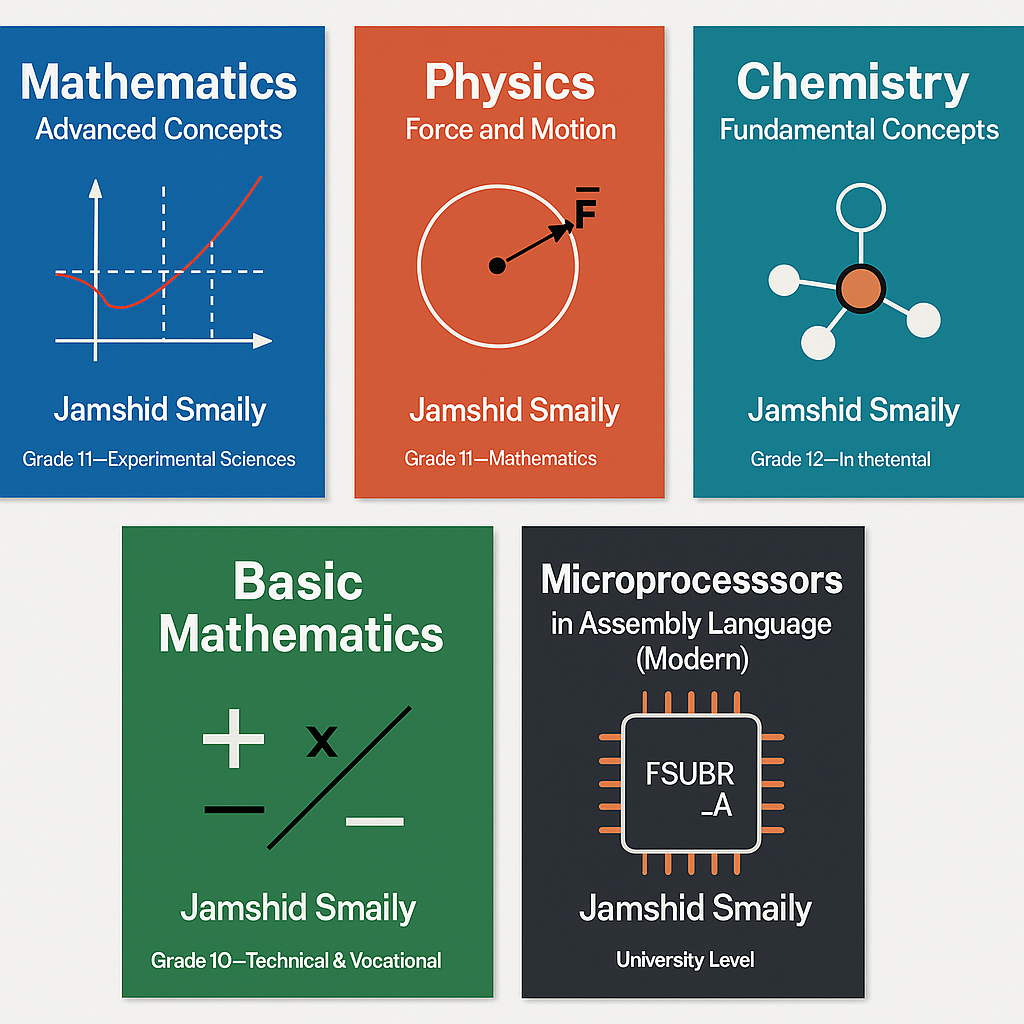 Mathematics
Advanced Concepts
Jamshid Smaily
Grade 11—Experimental Sciences
Physics
Force and Motion
F
Jamshid Smaily
Grade 11—Mathematics
Chemistry
Fundamental Concepts
Jamshid Smaily
Grade 12—In thetental
Basic
Mathematics
+
x
—
—
Jamshid Smaily
Grade 10—Technical & Vocational
Microprocesssors
in Assembly Language
(Modern)
FSUBR
_A
Jamshid Smaily
University Level